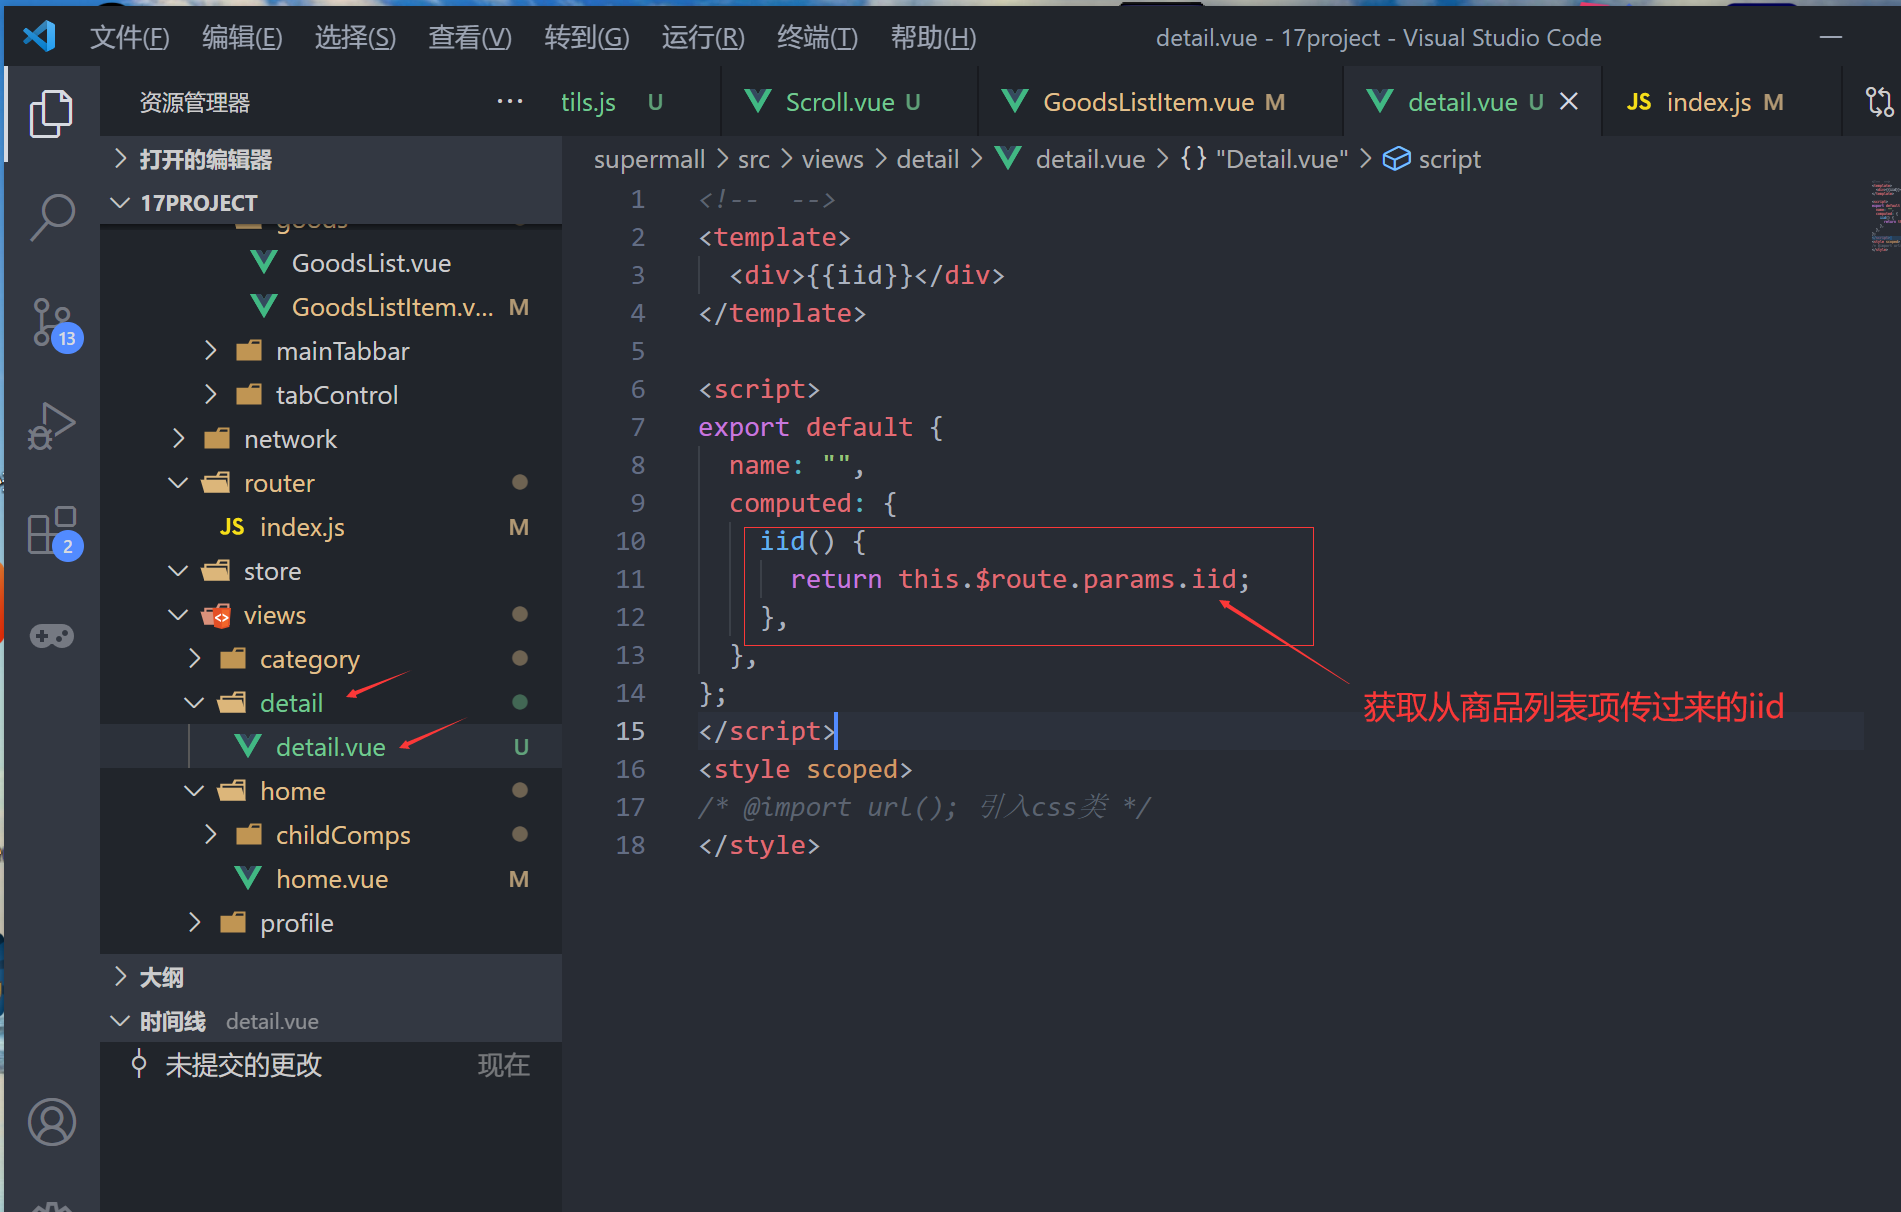 文件(F) 编辑(E) 选择(S) 查看(V) 转到(G) 运行(R) 终端(T) 帮助(H) detail.vue - 17project - Visual Studio Code
资源管理器 ··· tils.js U Scroll.vue U GoodsListItem.vue M detail.vue U JS index.js M
supermall > src > views > detail > detail.vue > {} "Detail.vue" > script
打开的编辑器
17PROJECT
goods
GoodsList.vue
GoodsListItem.v... M
mainTabbar
tabControl
network
router
JS index.js M
store
views
category
detail
detail.vue U
home
childComps
home.vue M
profile
大纲
时间线 detail.vue
未提交的更改 现在
13
2
1 <!--  -->
2 <template>
3   <div>{{iid}}</div>
4 </template>
5
6 <script>
7 export default {
8   name: "",
9   computed: {
10     iid() {
11       return this.$route.params.iid;
12     },
13   },
14 };
15 </script>
16 <style scoped>
17 /* @import url(); 引入css类 */
18 </style>
获取从商品列表项传过来的iid